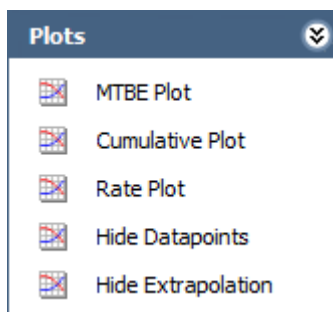 Plots
MTBE Plot
Cumulative Plot
Rate Plot
Hide Datapoints
Hide Extrapolation